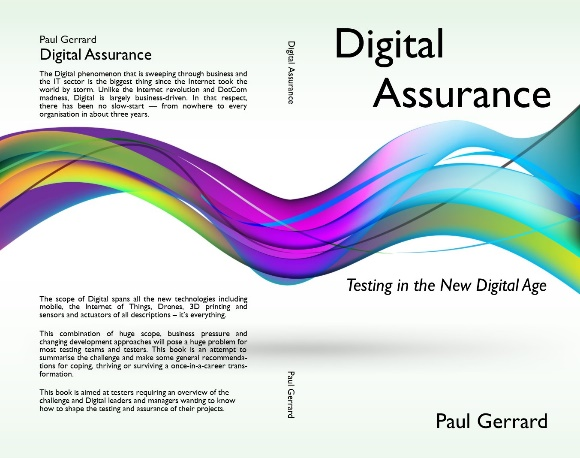 Paul Gerrard
Digital Assurance
The Digital phenomenon that is sweeping through business and
the IT sector is the biggest thing since the Internet took the
world by storm. Unlike the Internet revolution and DotCom
madness, Digital is largely business-driven. In that respect,
there has been no slow-start — from nowhere to every
organisation in about three years.
The scope of Digital spans all the new technologies including
mobile, the Internet of Things, Drones, 3D printing and
sensors and actuators of all descriptions – it's everything.
This combination of huge scope, business pressure and
changing development approaches will pose a huge problem for
most testing teams and testers. This book is an attempt to
summarise the challenge and make some general recommenda-
tions for coping, thriving or surviving a once-in-a-career trans-
formation.
This book is aimed at testers requiring an overview of the
challenge and Digital leaders and managers wanting to know
how to shape the testing and assurance of their projects.
Digital Assurance
Paul Gerrard
Digital
Assurance
Testing in the New Digital Age
Paul Gerrard